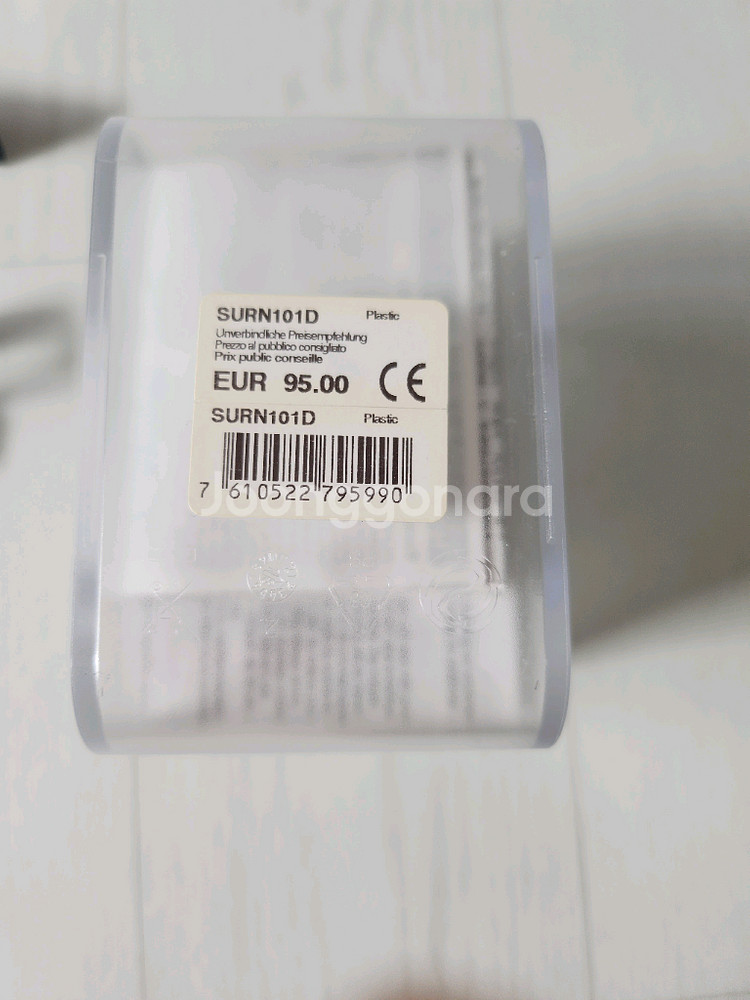 SURN101D Plastic
Unverbindliche Preisempfehlung
Prezzo al pubblico consigliato
Prix public conseille
EUR 95.00 CE
SURN101D Plastic
7 610522 795990
Joonggonara